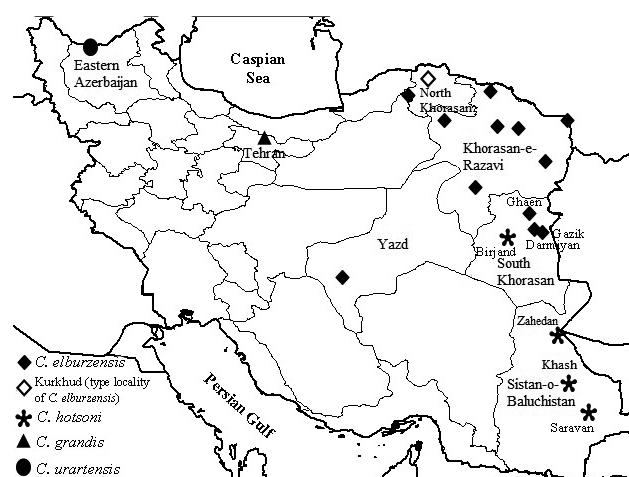 Caspian
Sea
Eastern
Azerbaijan
North
Khorasan
Tehran
Khorasan-e-
Razavi
Ghaen
Gazik
Darmiyan
Birjand
South
Khorasan
Yazd
Zahedan
Khash
Sistan-o-
Baluchistan
Saravan
Persian Gulf
C. elburzensis
Kurkhud (type locality
of C. elburzensis)
C. hotsoni
C. grandis
C. urartensis